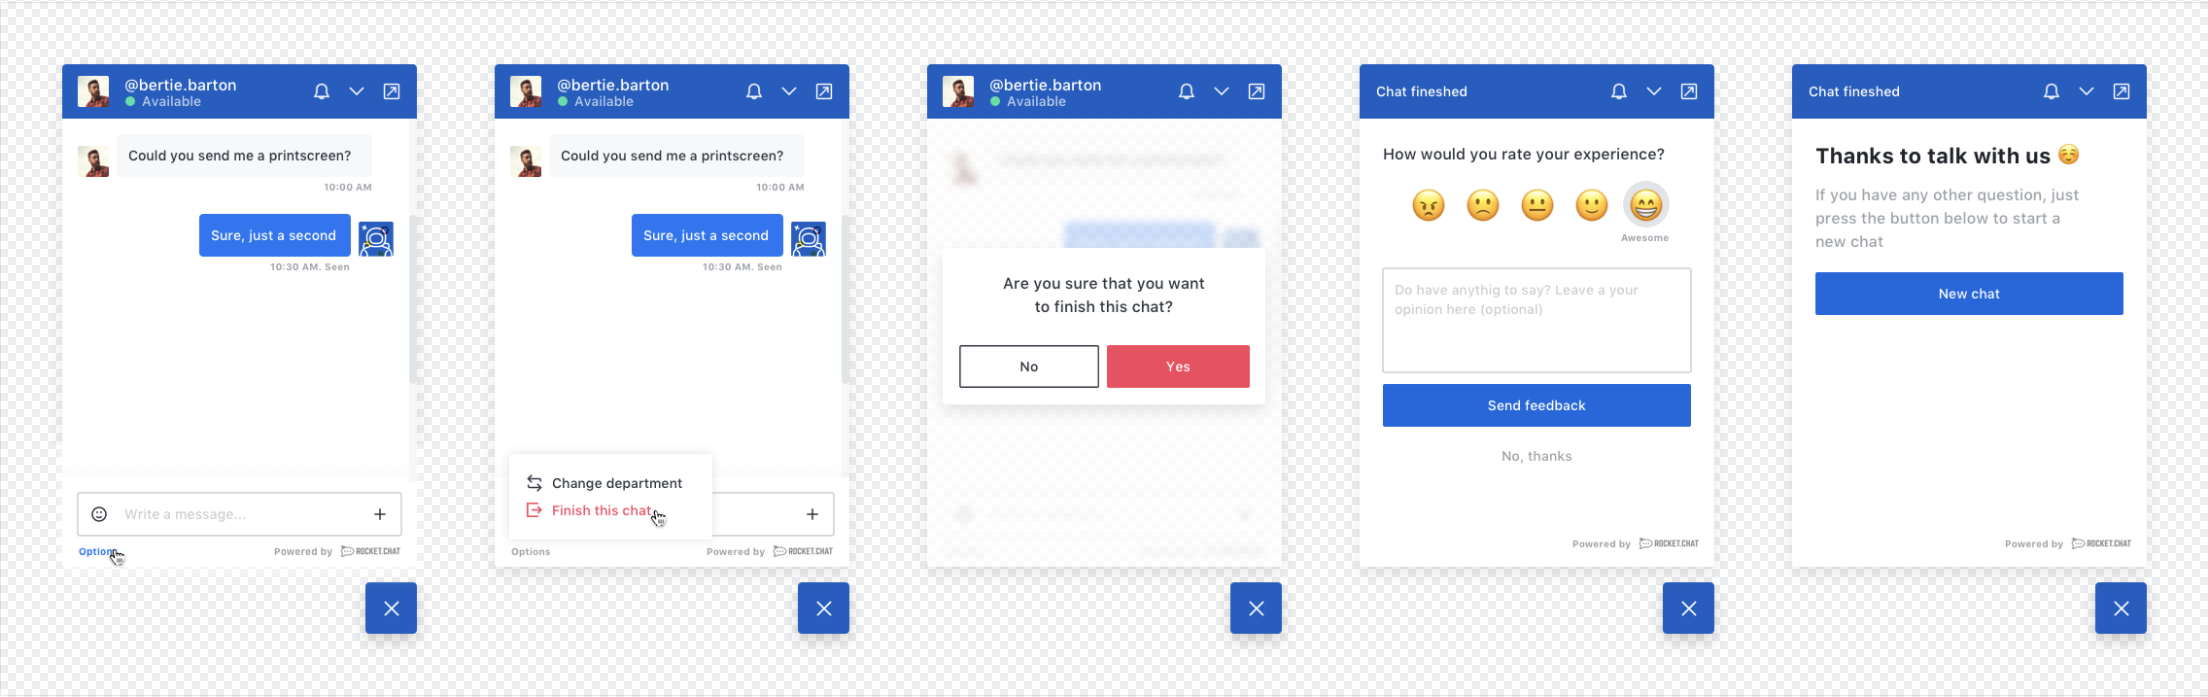 @bertie.barton
Available
Could you send me a printscreen?
10:00 AM
Sure, just a second
10:30 AM. Seen
Write a message...
Options
Powered by ROCKET.CHAT
@bertie.barton
Available
Could you send me a printscreen?
10:00 AM
Sure, just a second
10:30 AM. Seen
Change department
Finish this chat
Options
Powered by ROCKET.CHAT
@bertie.barton
Available
Are you sure that you want
to finish this chat?
No
Yes
Chat fineshed
How would you rate your experience?
Awesome
Do have anythig to say? Leave a your
opinion here (optional)
Send feedback
No, thanks
Powered by ROCKET.CHAT
Chat fineshed
Thanks to talk with us
If you have any other question, just
press the button below to start a
new chat
New chat
Powered by ROCKET.CHAT